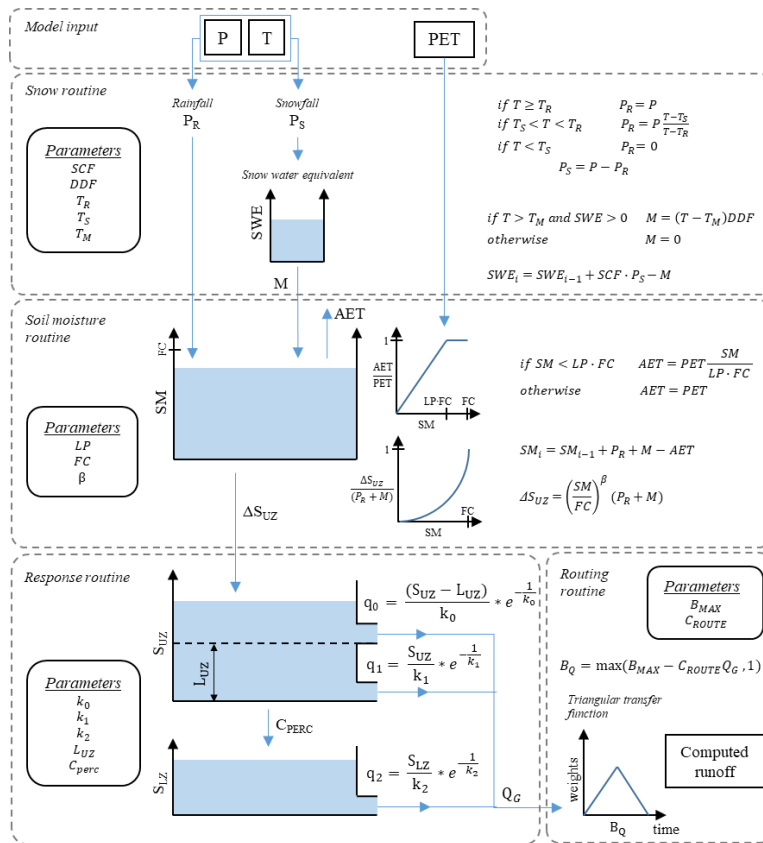 Model input
P
T
PET
Snow routine
Rainfall
P_R
Snowfall
P_S
Parameters
SCF
DDF
T_R
T_S
T_M
Snow water equivalent
SWE
M
if T ≥ T_R P_R = P
if T_S < T < T_R P_R = P (T−T_S)/(T−T_R)
if T < T_S P_R = 0
P_S = P − P_R
if T > T_M and SWE > 0 M = (T − T_M)DDF
otherwise M = 0
SWE_i = SWE_{i−1} + SCF · P_S − M
Soil moisture
routine
FC
SM
AET
Parameters
LP
FC
β
1
AET/PET
LP·FC
FC
SM
if SM < LP · FC AET = PET SM/(LP · FC)
otherwise AET = PET
1
ΔS_UZ/(P_R + M)
FC
SM
SM_i = SM_{i−1} + P_R + M − AET
ΔS_UZ = (SM/FC)^β (P_R + M)
ΔS_UZ
Response routine
Parameters
k_0
k_1
k_2
L_UZ
C_perc
S_UZ
L_UZ
q_0 = (S_UZ − L_UZ)/k_0 * e^{−1/k_0}
q_1 = S_UZ/k_1 * e^{−1/k_1}
C_PERC
S_LZ
q_2 = S_LZ/k_2 * e^{−1/k_2}
Q_G
Routing
routine
Parameters
B_MAX
C_ROUTE
B_Q = max(B_MAX − C_ROUTE Q_G , 1)
Triangular transfer
function
weights
B_Q
time
Computed
runoff